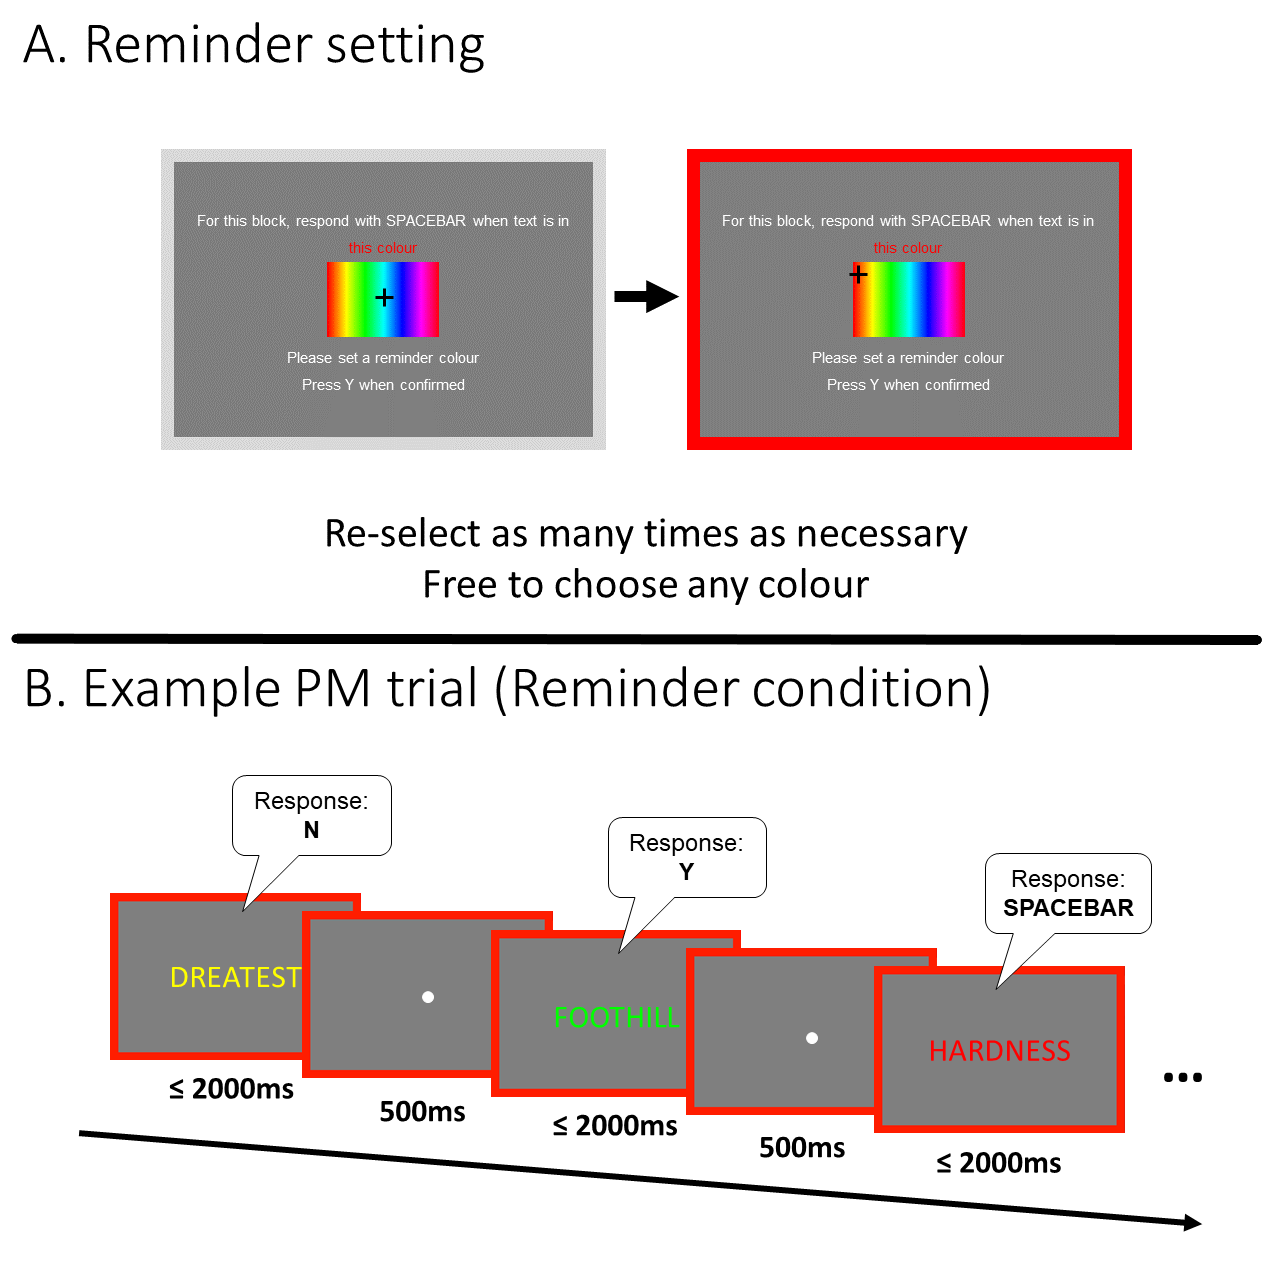 A. Reminder setting
For this block, respond with SPACEBAR when text is in
this colour
Please set a reminder colour
Press Y when confirmed
For this block, respond with SPACEBAR when text is in
this colour
Please set a reminder colour
Press Y when confirmed
Re-select as many times as necessary
Free to choose any colour
B. Example PM trial (Reminder condition)
Response:
N
Response:
Y
Response:
SPACEBAR
DREATEST
FOOTHILL
HARDNESS
...
≤ 2000ms
500ms
≤ 2000ms
500ms
≤ 2000ms